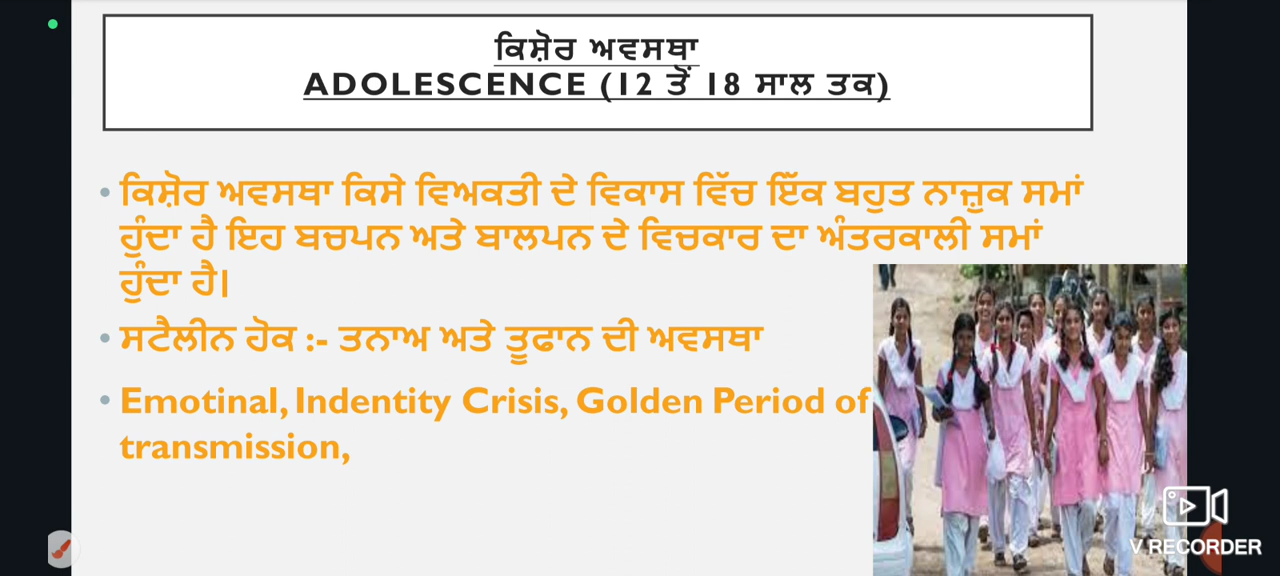 ਕਿਸ਼ੋਰ ਅਵਸਥਾ
ADOLESCENCE (12 ਤੋਂ 18 ਸਾਲ ਤਕ)
• ਕਿਸ਼ੋਰ ਅਵਸਥਾ ਕਿਸੇ ਵਿਅਕਤੀ ਦੇ ਵਿਕਾਸ ਵਿੱਚ ਇੱਕ ਬਹੁਤ ਨਾਜ਼ੁਕ ਸਮਾਂ
ਹੁੰਦਾ ਹੈ ਇਹ ਬਚਪਨ ਅਤੇ ਬਾਲਪਨ ਦੇ ਵਿਚਕਾਰ ਦਾ ਅੰਤਰਕਾਲੀ ਸਮਾਂ
ਹੁੰਦਾ ਹੈ।
• ਸਟੈਲੀਨ ਹੋਕ :- ਤਨਾਅ ਅਤੇ ਤੂਫਾਨ ਦੀ ਅਵਸਥਾ
• Emotinal, Indentity Crisis, Golden Period of
transmission,
V RECORDER